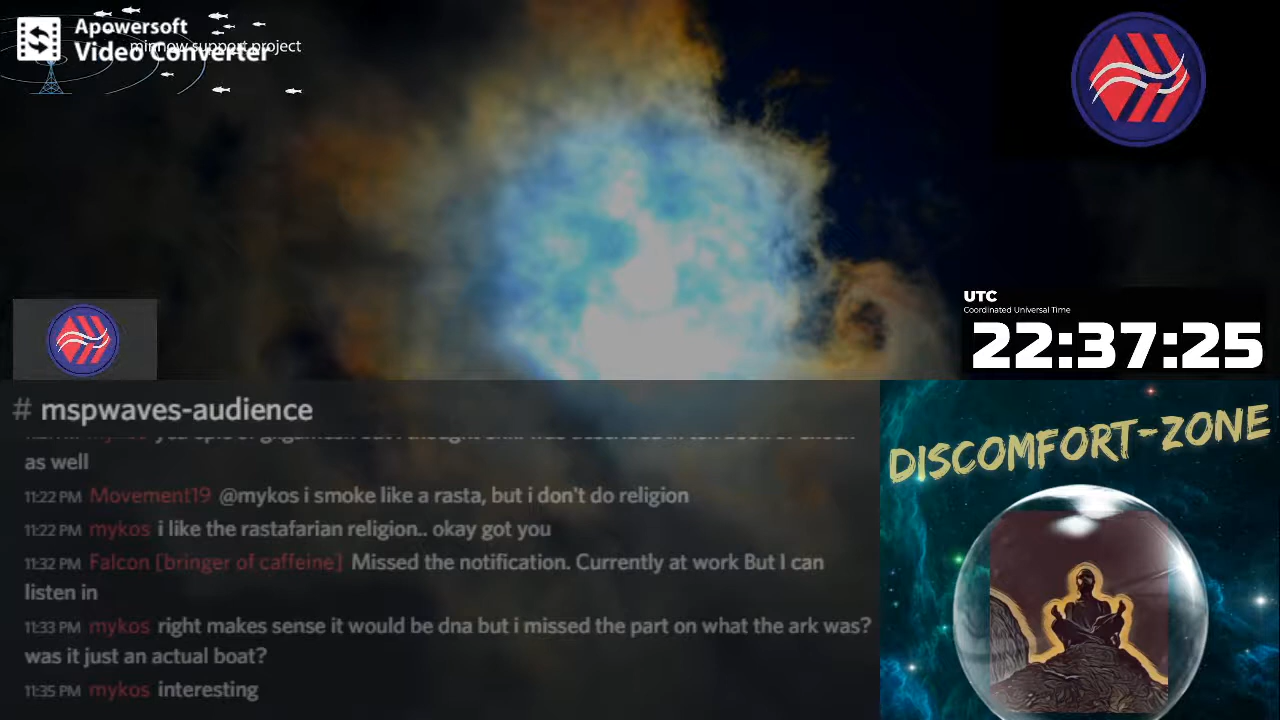 Apowersoft
Video Converter
minnow support project
UTC
Coordinated Universal Time
22:37:25
# mspwaves-audience
as well
11:22 PM Movement19 @mykos i smoke like a rasta, but i don't do religion
11:22 PM mykos i like the rastafarian religion.. okay got you
11:32 PM Falcon [bringer of caffeine] Missed the notification. Currently at work But I can
listen in
11:33 PM mykos right makes sense it would be dna but i missed the part on what the ark was?
was it just an actual boat?
11:35 PM mykos interesting
DISCOMFORT-ZONE